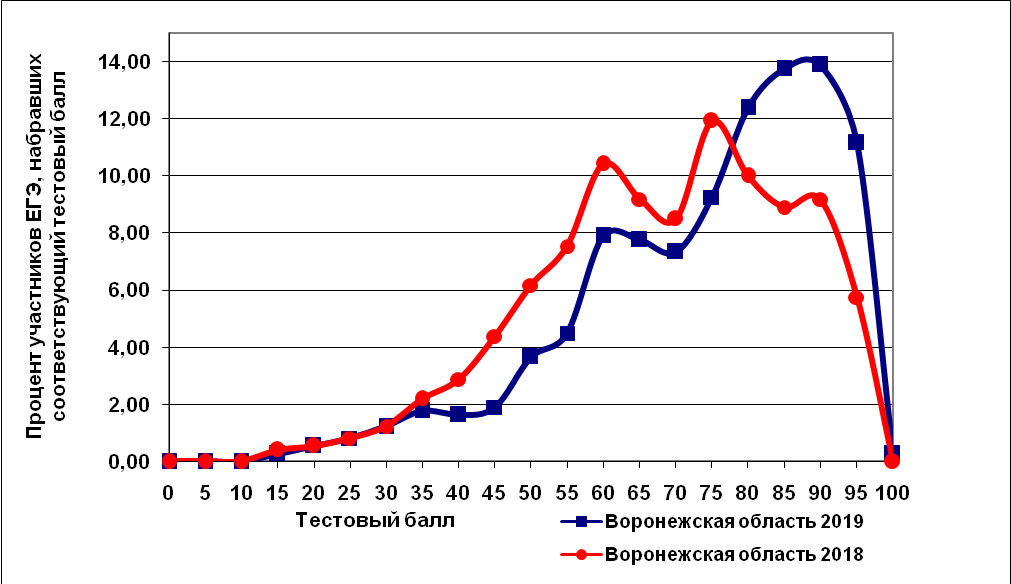 Процент участников ЕГЭ, набравших
соответствующий тестовый балл
14,00
12,00
10,00
8,00
6,00
4,00
2,00
0,00
0 5 10 15 20 25 30 35 40 45 50 55 60 65 70 75 80 85 90 95 100
Тестовый балл
Воронежская область 2019
Воронежская область 2018